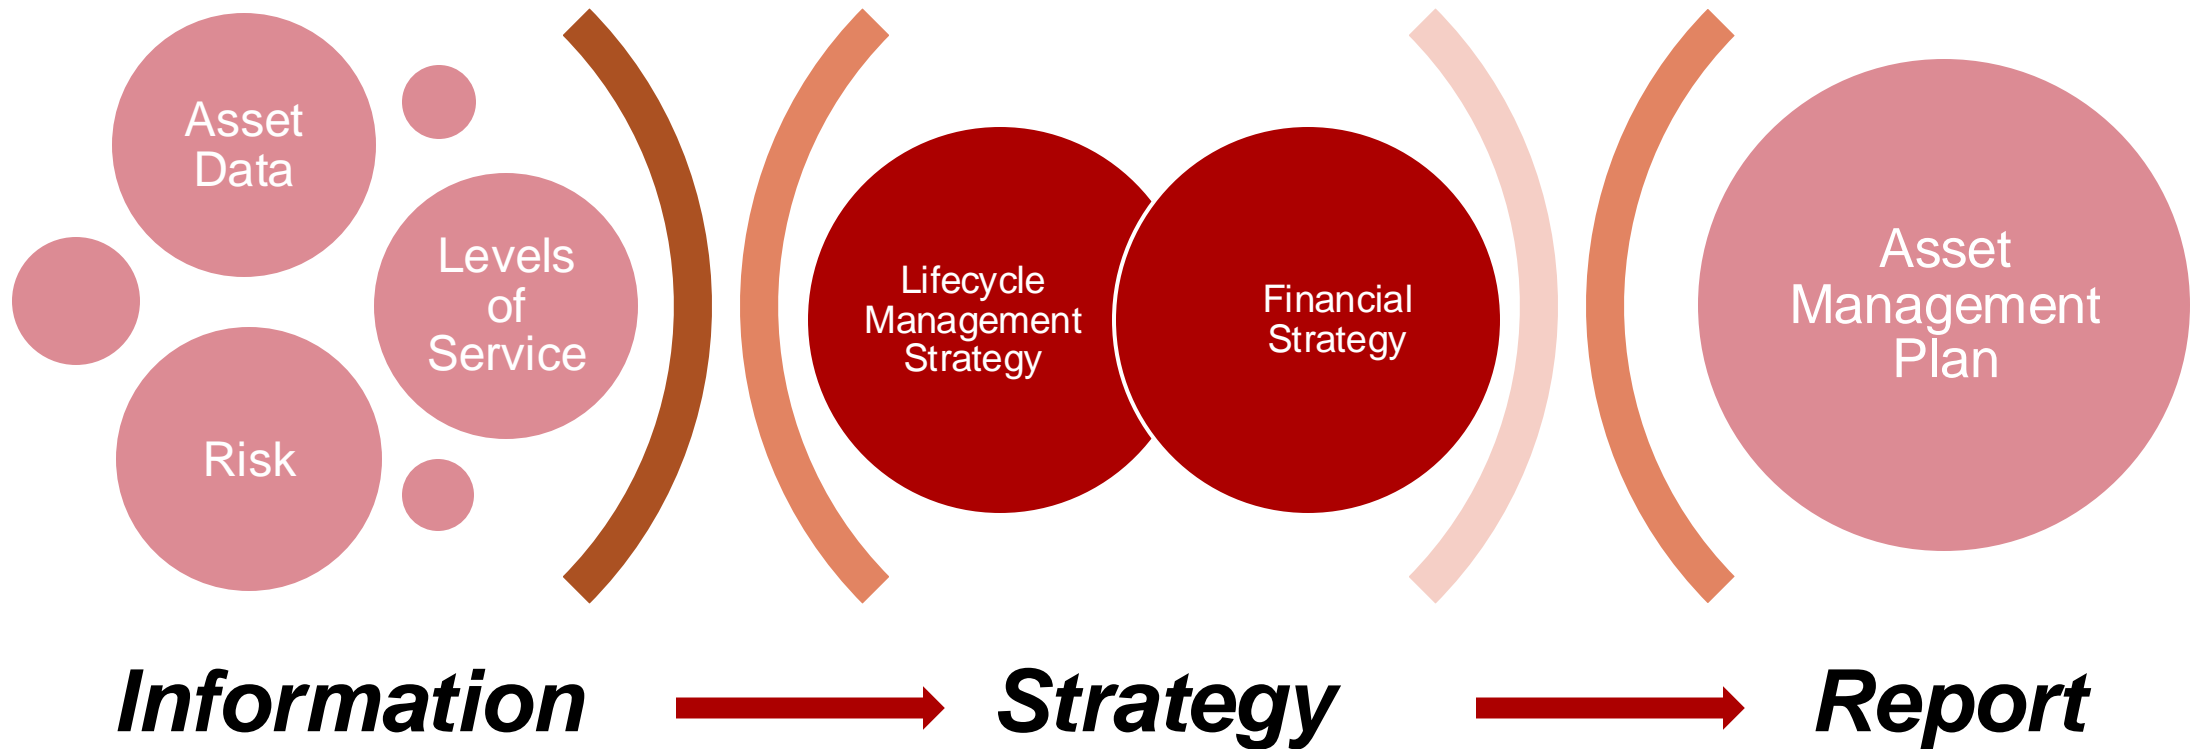 Asset
Data
Levels
of
Service
Risk
Lifecycle
Management
Strategy
Financial
Strategy
Asset
Management
Plan
Information
Strategy
Report